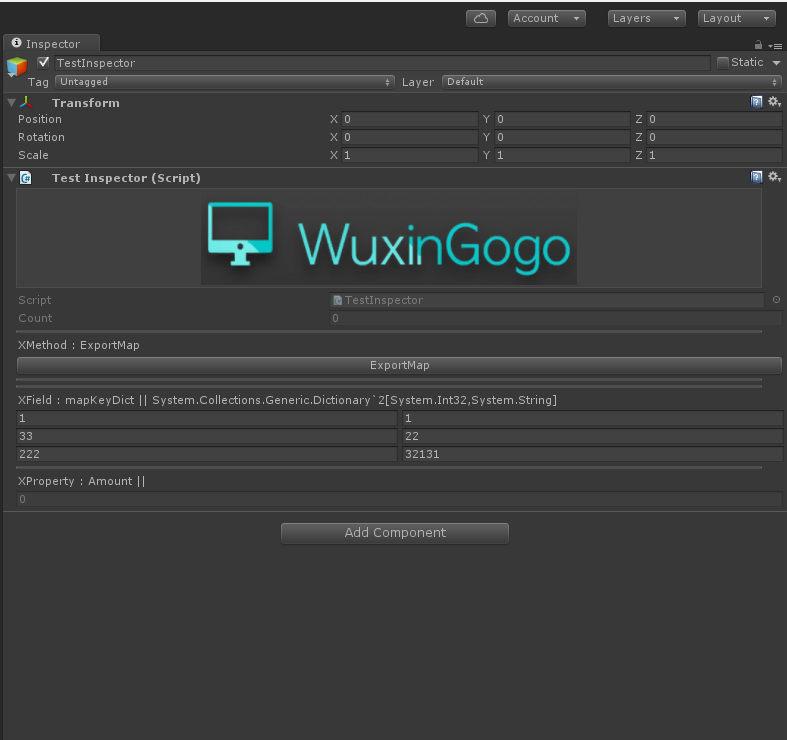 Account Layers Layout
Inspector
TestInspector Static
Tag Untagged Layer Default
Transform
Position X 0 Y 0 Z 0
Rotation X 0 Y 0 Z 0
Scale X 1 Y 1 Z 1
Test Inspector (Script)
WuxinGogo
Script TestInspector
Count 0
XMethod : ExportMap
ExportMap
XField : mapKeyDict || System.Collections.Generic.Dictionary`2[System.Int32,System.String]
1 1
33 22
222 32131
XProperty : Amount ||
0
Add Component